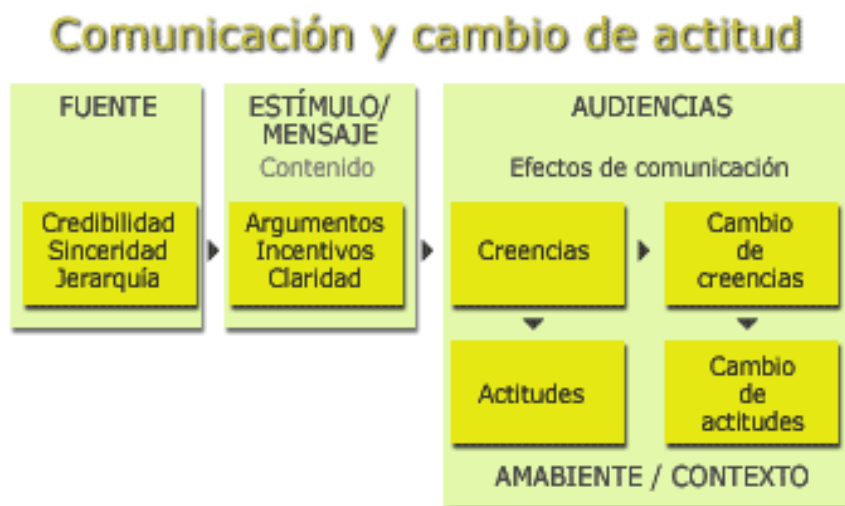 Comunicación y cambio de actitud
FUENTE
Credibilidad
Sinceridad
Jerarquía
ESTÍMULO/
MENSAJE
Contenido
Argumentos
Incentivos
Claridad
AUDIENCIAS
Efectos de comunicación
Creencias
Cambio
de
creencias
Actitudes
Cambio
de
actitudes
AMABIENTE / CONTEXTO